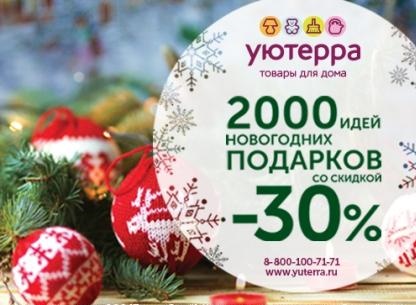 уютерра
товары для дома
2000 ИДЕЙ
НОВОГОДНИХ
ПОДАРКОВ
СО СКИДКОЙ
-30%
8- 800-100-71-71
www.yuterra.ru